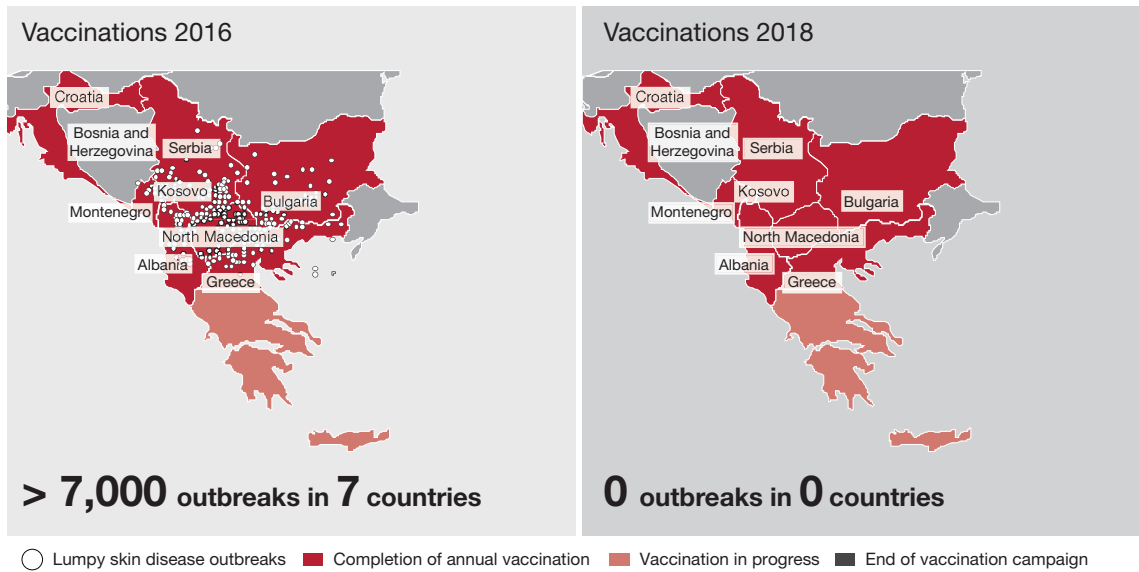 Vaccinations 2016
Croatia
Bosnia and
Herzegovina
Serbia
Kosovo
Bulgaria
Montenegro
North Macedonia
Albania
Greece
> 7,000 outbreaks in 7 countries
Vaccinations 2018
Croatia
Bosnia and
Herzegovina
Serbia
Kosovo
Bulgaria
Montenegro
North Macedonia
Albania
Greece
0 outbreaks in 0 countries
Lumpy skin disease outbreaks
Completion of annual vaccination
Vaccination in progress
End of vaccination campaign